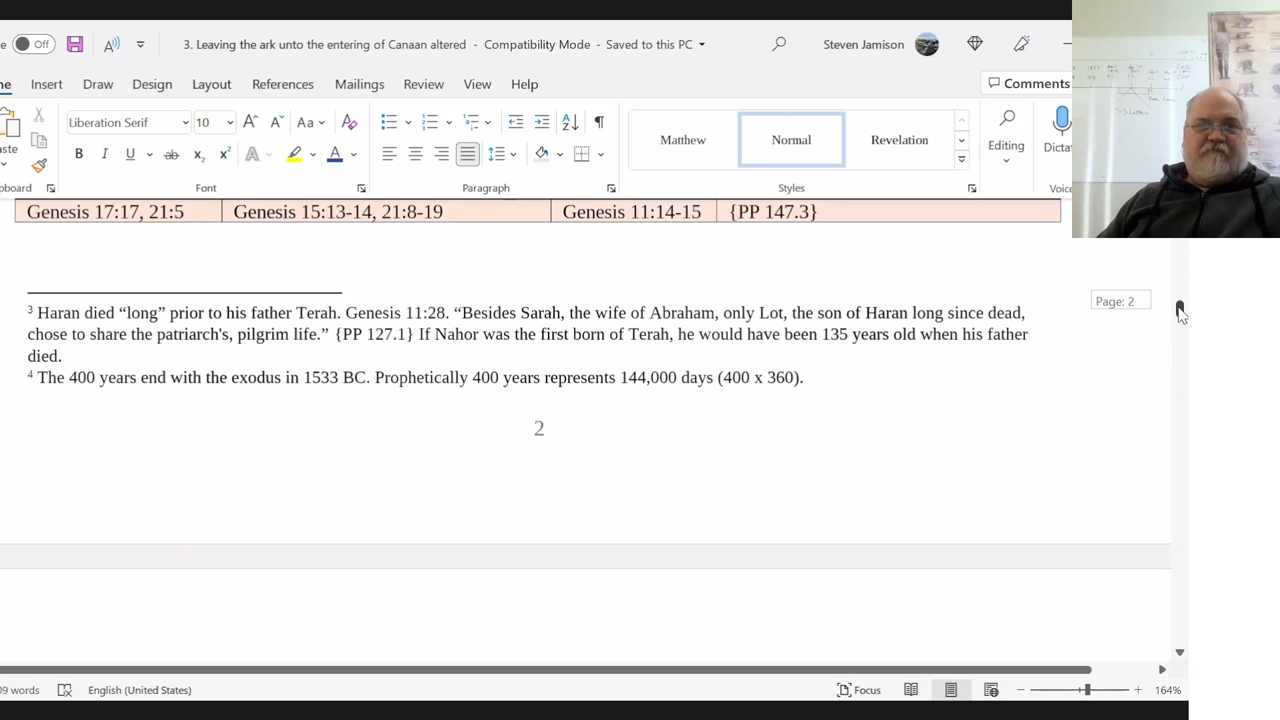 Off
3. Leaving the ark unto the entering of Canaan altered - Compatibility Mode - Saved to this PC
Steven Jamison
Insert Draw Design Layout References Mailings Review View Help
Comments
Liberation Serif 10 Aa
Matthew Normal Revelation
Editing
B I U ab x₂ x² A A
Font Paragraph Styles
Genesis 17:17, 21:5 Genesis 15:13-14, 21:8-19 Genesis 11:14-15 {PP 147.3}
Page: 2
³ Haran died “long” prior to his father Terah. Genesis 11:28. “Besides Sarah, the wife of Abraham, only Lot, the son of Haran long since dead,
chose to share the patriarch's, pilgrim life.” {PP 127.1} If Nahor was the first born of Terah, he would have been 135 years old when his father
died.
⁴ The 400 years end with the exodus in 1533 BC. Prophetically 400 years represents 144,000 days (400 x 360).
2
English (United States) Focus 164%